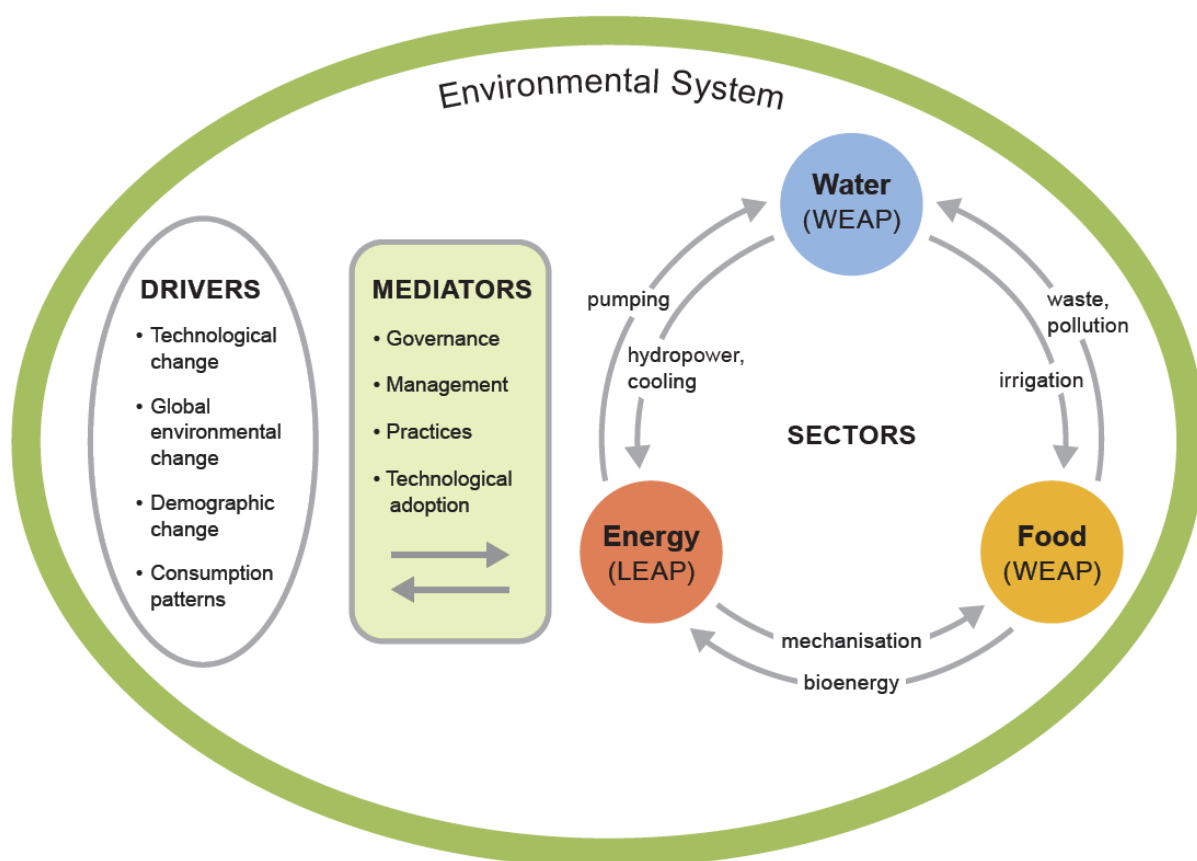 Environmental System
DRIVERS
• Technological
change
• Global
environmental
change
• Demographic
change
• Consumption
patterns
MEDIATORS
• Governance
• Management
• Practices
• Technological
adoption
Water
(WEAP)
pumping
hydropower,
cooling
waste,
pollution
irrigation
SECTORS
Energy
(LEAP)
Food
(WEAP)
mechanisation
bioenergy